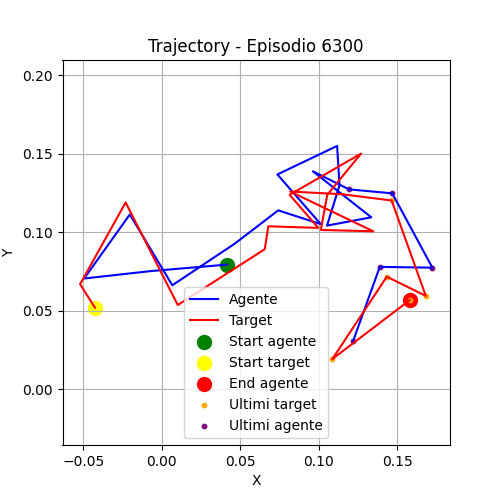 Trajectory - Episodio 6300
0.20
0.15
0.10
0.05
0.00
Y
−0.05
0.00
0.05
0.10
0.15
X
Agente
Target
Start agente
Start target
End agente
Ultimi target
Ultimi agente